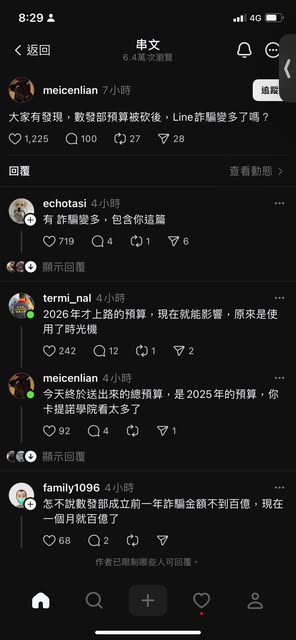 8:29
4G
返回
串文
6.4萬次瀏覽
meicenlian 7小時
追蹤
大家有發現，數發部預算被砍後，Line詐騙變多了嗎？
1,225 100 27 28
回覆
查看動態
echotasi 4小時
有 詐騙變多，包含你這篇
719 4 1 6
顯示回覆
termi_nal 4小時
2026年才上路的預算，現在就能影響，原來是使
用了時光機
242 12 1 2
meicenlian 4小時
今天終於送出來的總預算，是2025年的預算，你
卡提諾學院看太多了
92 4 1
顯示回覆
family1096 4小時
怎不說數發部成立前一年詐騙金額不到百億，現在
一個月就百億了
68 2
作者已限制哪些人可回覆。